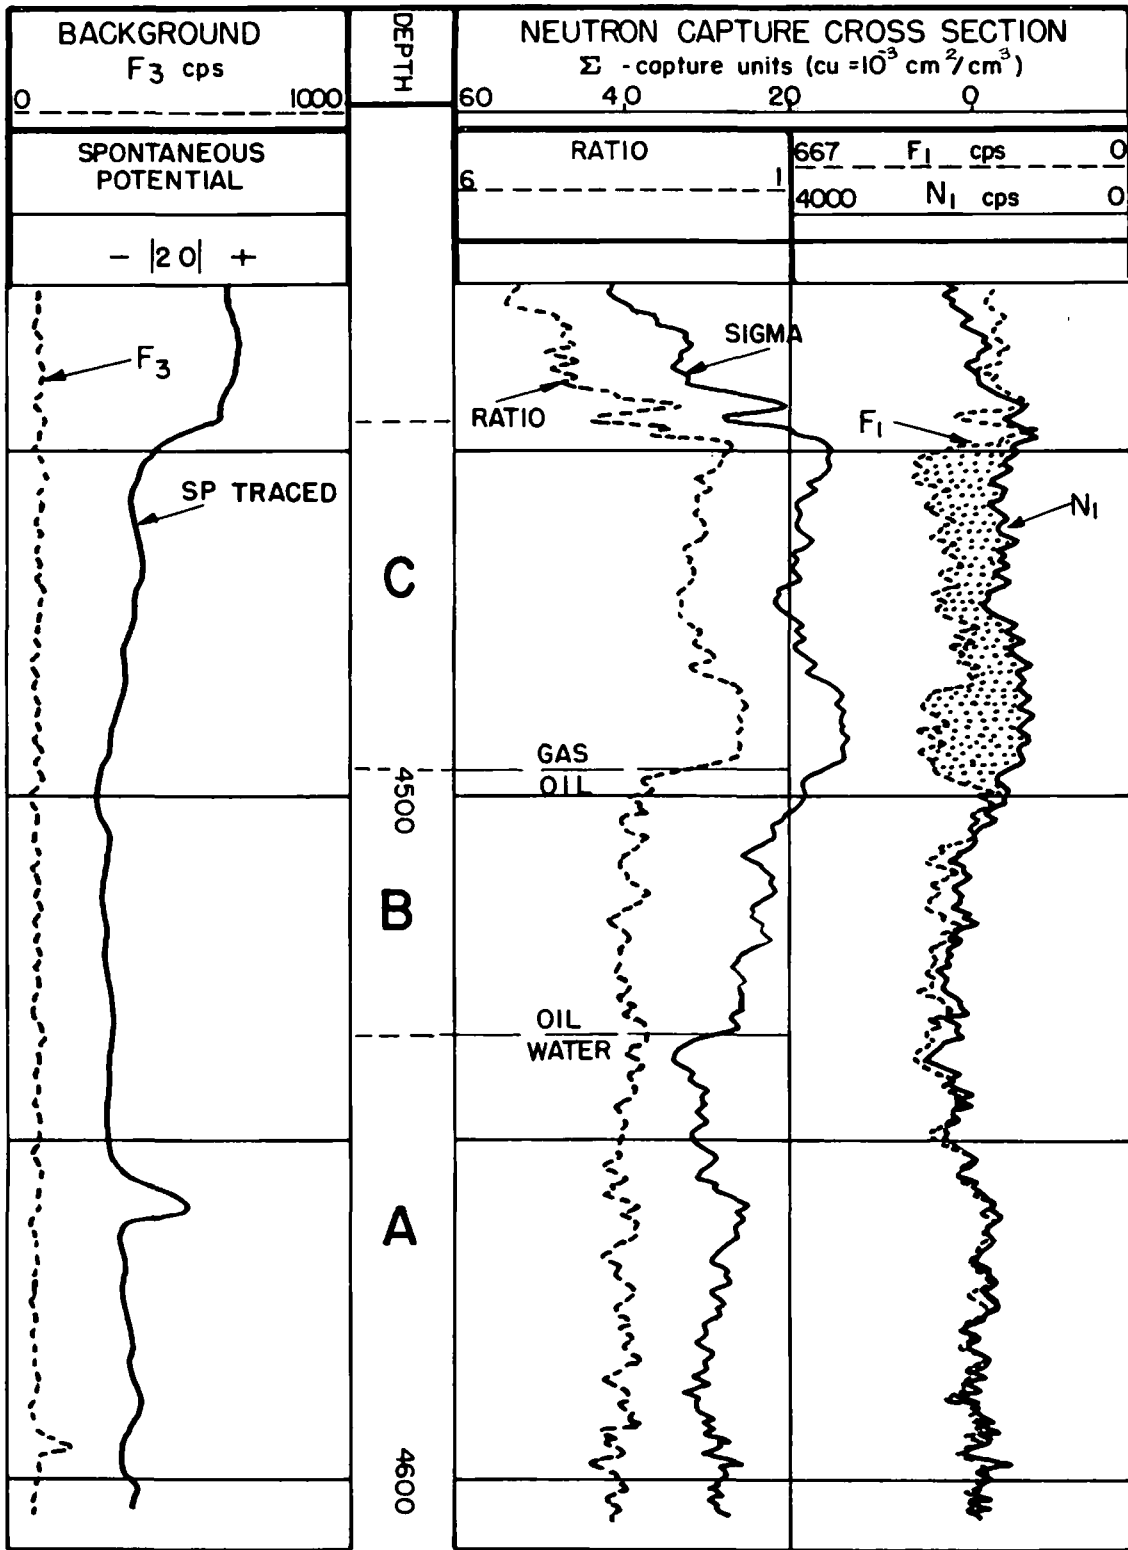 BACKGROUND
F3 cps
0 1000
SPONTANEOUS
POTENTIAL
- |20| +
DEPTH
NEUTRON CAPTURE CROSS SECTION
Σ - capture units (cu = 10⁻³ cm²/cm³)
60 40 20 0
RATIO
6 1
667 F1 cps 0
4000 N1 cps 0
F3
SIGMA
RATIO
F1
SP TRACED
N1
C
GAS
OIL
4500
B
OIL
WATER
A
4600